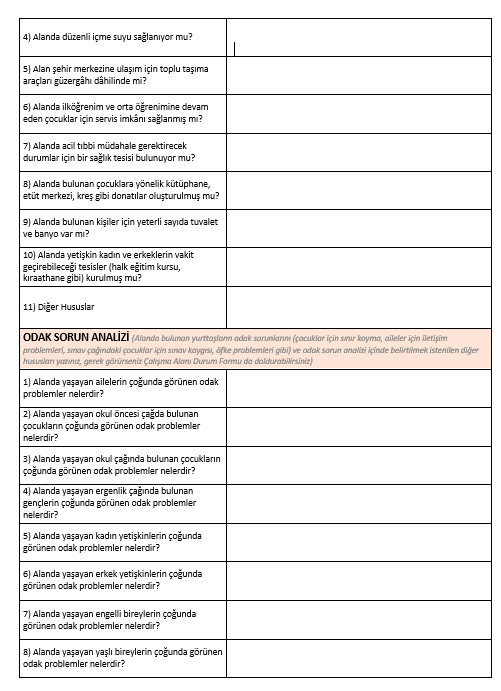 4) Alanda düzenli içme suyu sağlanıyor mu?
5) Alan şehir merkezine ulaşım için toplu taşıma
araçları güzergâhı dâhilinde mi?
6) Alanda ilköğrenim ve orta öğrenimine devam
eden çocuklar için servis imkânı sağlanmış mı?
7) Alanda acil tıbbi müdahale gerektirecek
durumlar için bir sağlık tesisi bulunuyor mu?
8) Alanda bulunan çocuklara yönelik kütüphane,
etüt merkezi, kreş gibi donatılar oluşturulmuş mu?
9) Alanda bulunan kişiler için yeterli sayıda tuvalet
ve banyo var mı?
10) Alanda yetişkin kadın ve erkeklerin vakit
geçirebileceği tesisler (halk eğitim kursu,
kıraathane gibi) kurulmuş mu?
11) Diğer Hususlar
ODAK SORUN ANALİZİ (Alanda bulunan yurttaşların odak sorunlarını (çocuklar için sınır koyma, aileler için iletişim
problemleri, sınav çağındaki çocuklar için sınav kaygısı, öfke problemleri gibi) ve odak sorun analizi içinde belirtilmek istenilen diğer
hususları yazınız, gerek görürseniz Çalışma Alanı Durum Formu da doldurabilirsiniz)
1) Alanda yaşayan ailelerin çoğunda görünen odak
problemler nelerdir?
2) Alanda yaşayan okul öncesi çağda bulunan
çocukların çoğunda görünen odak problemler
nelerdir?
3) Alanda yaşayan okul çağında bulunan çocukların
çoğunda görünen odak problemler nelerdir?
4) Alanda yaşayan ergenlik çağında bulunan
gençlerin çoğunda görünen odak problemler
nelerdir?
5) Alanda yaşayan kadın yetişkinlerin çoğunda
görünen odak problemler nelerdir?
6) Alanda yaşayan erkek yetişkinlerin çoğunda
görünen odak problemler nelerdir?
7) Alanda yaşayan engelli bireylerin çoğunda
görünen odak problemler nelerdir?
8) Alanda yaşayan yaşlı bireylerin çoğunda görünen
odak problemler nelerdir?